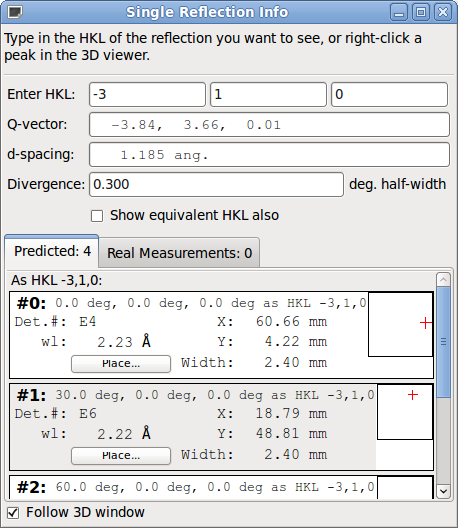 Single Reflection Info
Type in the HKL of the reflection you want to see, or right-click a
peak in the 3D viewer.
Enter HKL: -3 1 0
Q-vector: -3.84, 3.66, 0.01
d-spacing: 1.185 ang.
Divergence: 0.300 deg. half-width
Show equivalent HKL also
Predicted: 4 Real Measurements: 0
As HKL -3,1,0:
#0: 0.0 deg, 0.0 deg, 0.0 deg as HKL -3,1,0
Det.#: E4 X: 60.66 mm
wl: 2.23 Å Y: 4.22 mm
Place... Width: 2.40 mm
#1: 30.0 deg, 0.0 deg, 0.0 deg as HKL -3,1,0
Det.#: E6 X: 18.79 mm
wl: 2.22 Å Y: 48.81 mm
Place... Width: 2.40 mm
#2: 60.0 deg, 0.0 deg, 0.0 deg as HKL -3,1,0
Follow 3D window